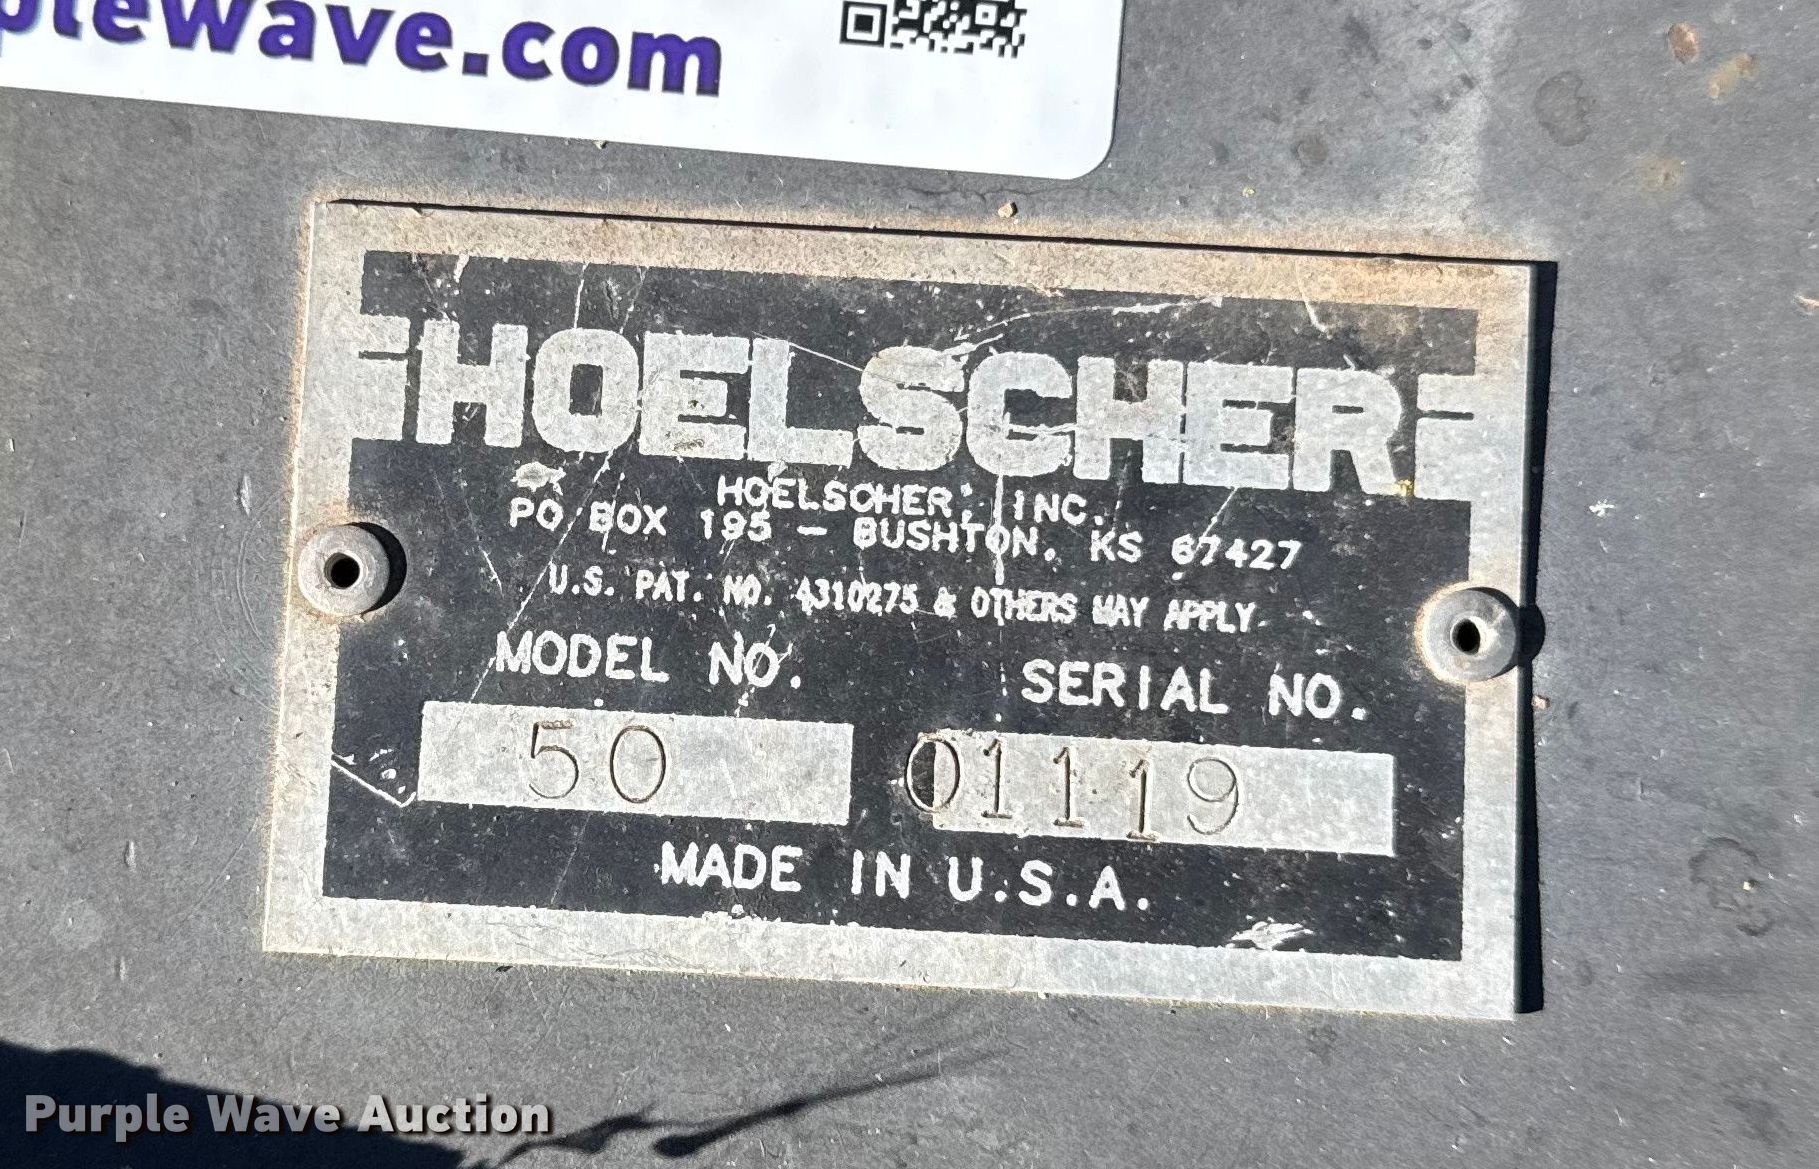 plewave.com
HOELSCHER
HOELSCHER, INC.
PO BOX 195 - BUSHTON, KS 67427
U.S. PAT. NO. 4310275 & OTHERS MAY APPLY
MODEL NO. SERIAL NO.
50 01119
MADE IN U.S.A.
Purple Wave Auction